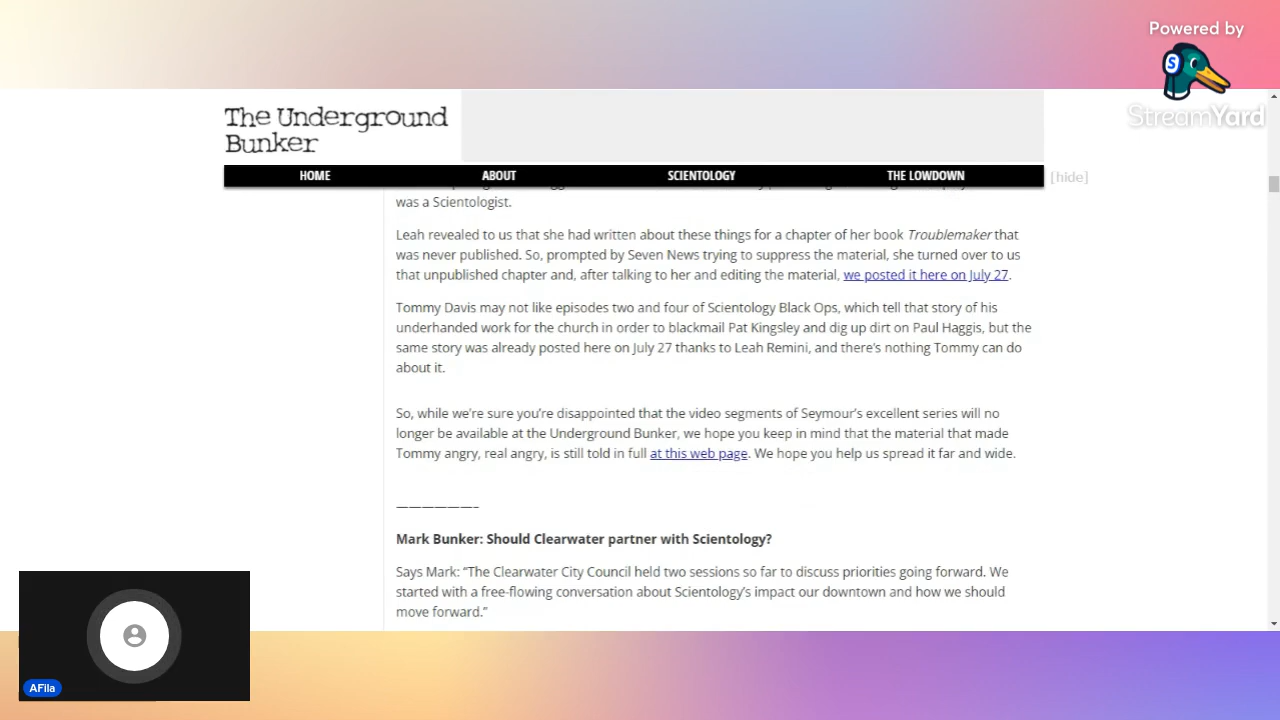 Powered by
StreamYard
The Underground
Bunker
HOME ABOUT SCIENTOLOGY THE LOWDOWN
[hide]
was a Scientologist.
Leah revealed to us that she had written about these things for a chapter of her book Troublemaker that
was never published. So, prompted by Seven News trying to suppress the material, she turned over to us
that unpublished chapter and, after talking to her and editing the material, we posted it here on July 27.
Tommy Davis may not like episodes two and four of Scientology Black Ops, which tell that story of his
underhanded work for the church in order to blackmail Pat Kingsley and dig up dirt on Paul Haggis, but the
same story was already posted here on July 27 thanks to Leah Remini, and there’s nothing Tommy can do
about it.
So, while we’re sure you’re disappointed that the video segments of Seymour’s excellent series will no
longer be available at the Underground Bunker, we hope you keep in mind that the material that made
Tommy angry, real angry, is still told in full at this web page. We hope you help us spread it far and wide.
——————–
Mark Bunker: Should Clearwater partner with Scientology?
Says Mark: “The Clearwater City Council held two sessions so far to discuss priorities going forward. We
started with a free-flowing conversation about Scientology’s impact our downtown and how we should
move forward.”
AFila